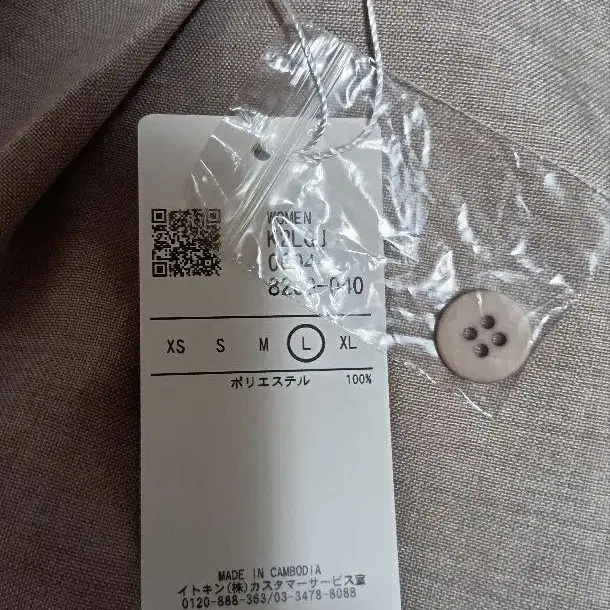 WOMEN
XS S M L XL
ポリエステル 100%
MADE IN CAMBODIA
イトキン(株)カスタマーサービス室
0120-888-363/03-3478-8088